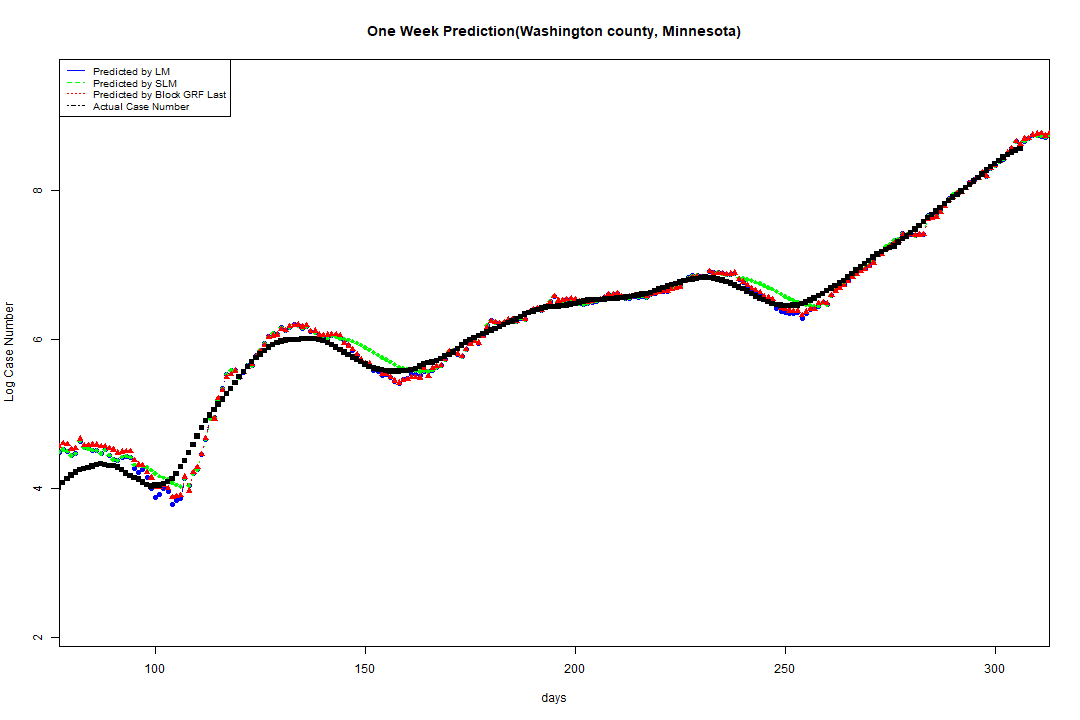 One Week Prediction(Washington county, Minnesota)
Predicted by LM
Predicted by SLM
Predicted by Block GRF Last
Actual Case Number
8
6
4
2
Log Case Number
100 150 200 250 300
days